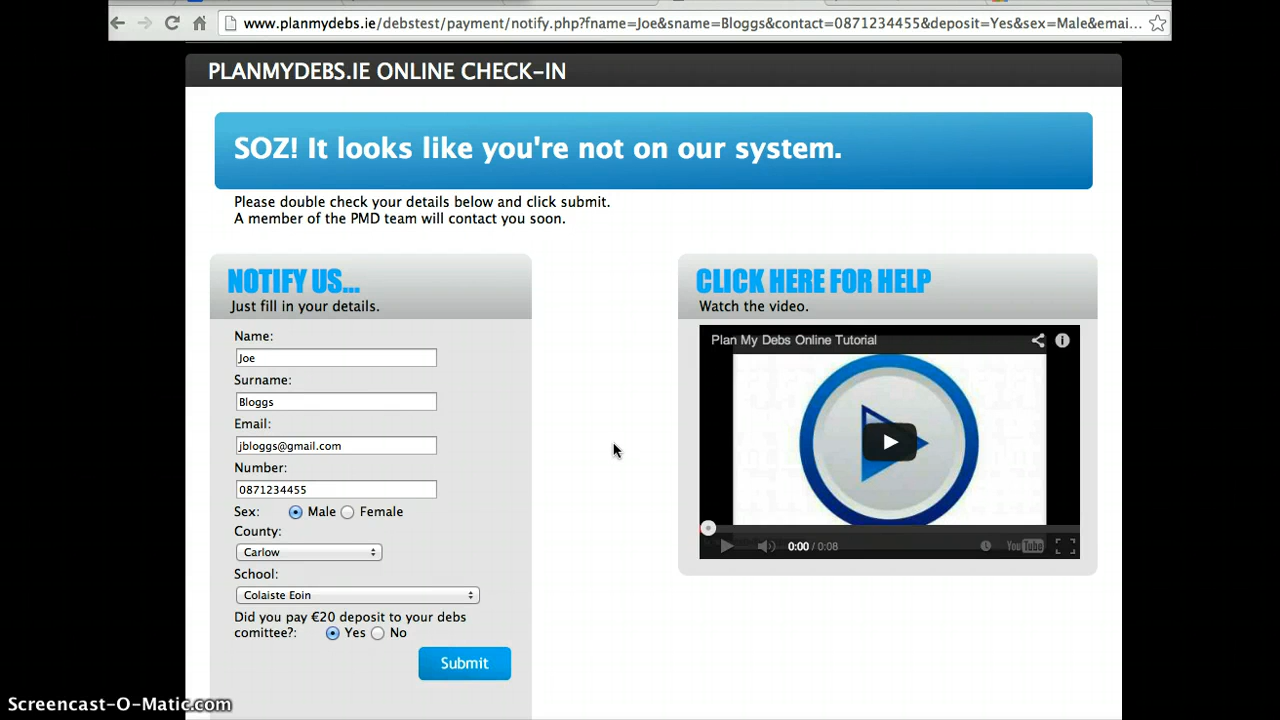 www.planmydebs.ie/debstest/payment/notify.php?fname=Joe&sname=Bloggs&contact=0871234455&deposit=Yes&sex=Male&emai...
PLANMYDEBS.IE ONLINE CHECK-IN
SOZ! It looks like you're not on our system.
Please double check your details below and click submit.
A member of the PMD team will contact you soon.
NOTIFY US...
Just fill in your details.
Name:
Joe
Surname:
Bloggs
Email:
jbloggs@gmail.com
Number:
0871234455
Sex: Male Female
County:
Carlow
School:
Colaiste Eoin
Did you pay €20 deposit to your debs
comittee?: Yes No
Submit
CLICK HERE FOR HELP
Watch the video.
Plan My Debs Online Tutorial
0:00 / 0:08 YouTube
Screencast-O-Matic.com